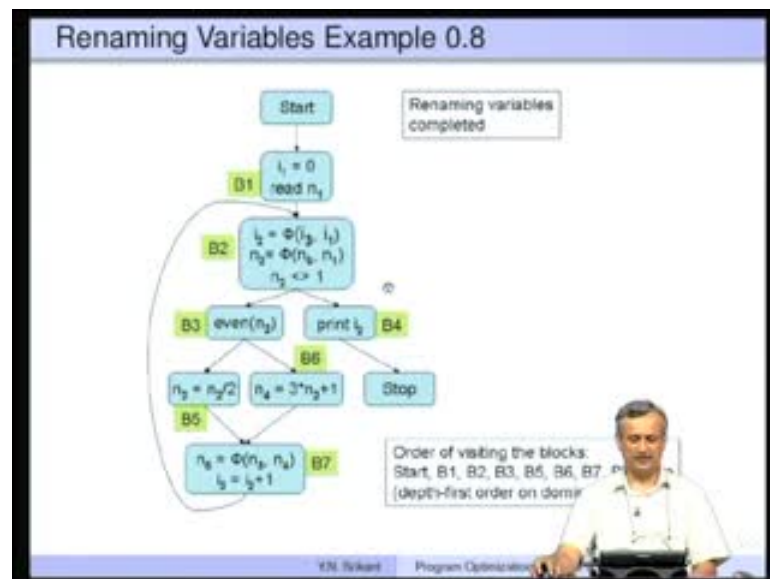 Renaming Variables Example 0.8
Start
Renaming variables
completed
i₁ = 0
read n₁
B1
i₂ = Φ(i₃, i₁)
n₂ = Φ(n₅, n₁)
n₂ <> 1
B2
B3
even(n₂)
print i₂
B4
B6
n₃ = n₂/2
n₄ = 3*n₂+1
Stop
B5
n₅ = Φ(n₃, n₄)
i₃ = i₂+1
B7
Order of visiting the blocks:
Start, B1, B2, B3, B5, B6, B7,
(depth-first order on
Y.N. Srikant
Program